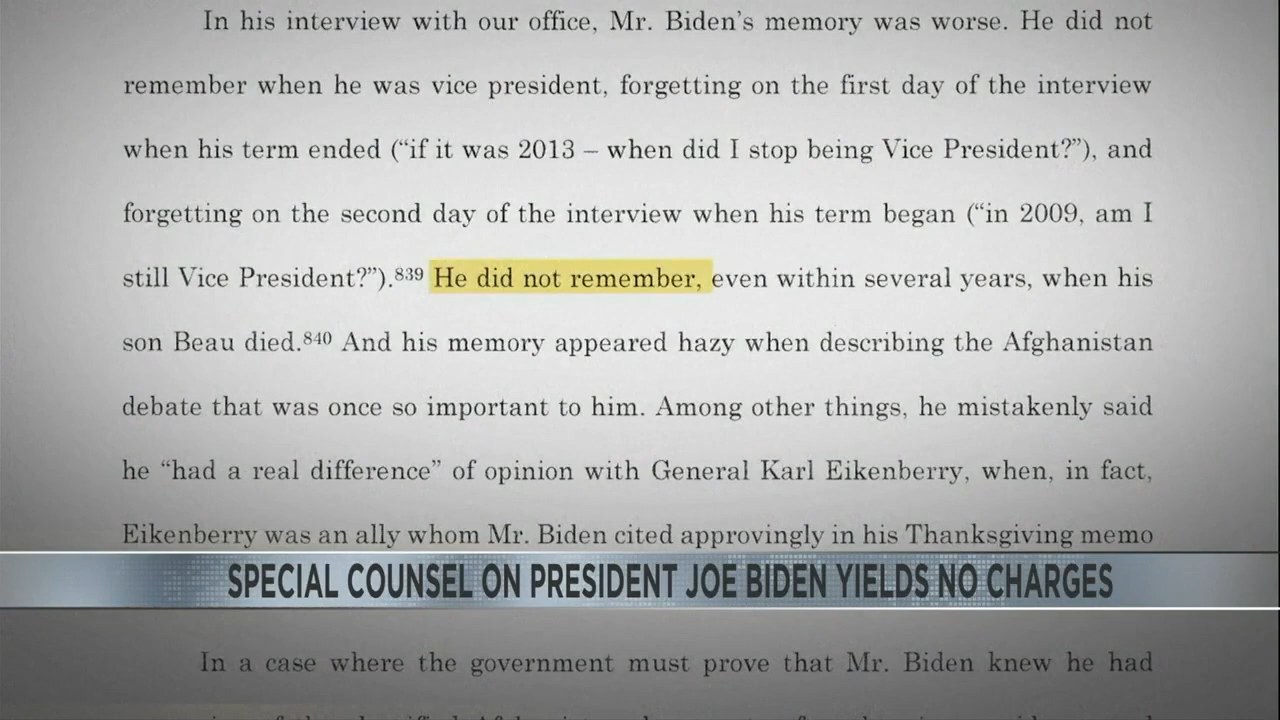 In his interview with our office, Mr. Biden’s memory was worse. He did not
remember when he was vice president, forgetting on the first day of the interview
when his term ended (“if it was 2013 – when did I stop being Vice President?”), and
forgetting on the second day of the interview when his term began (“in 2009, am I
still Vice President?”).839 He did not remember, even within several years, when his
son Beau died.840 And his memory appeared hazy when describing the Afghanistan
debate that was once so important to him. Among other things, he mistakenly said
he “had a real difference” of opinion with General Karl Eikenberry, when, in fact,
Eikenberry was an ally whom Mr. Biden cited approvingly in his Thanksgiving memo
SPECIAL COUNSEL ON PRESIDENT JOE BIDEN YIELDS NO CHARGES
In a case where the government must prove that Mr. Biden knew he had